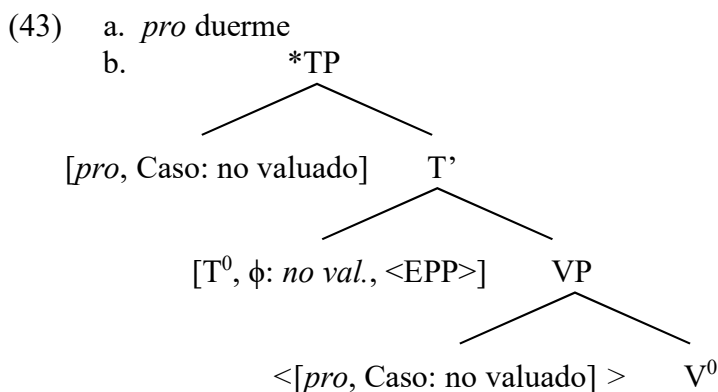 (43) a. pro duerme
b. *TP
[pro, Caso: no valuado] T’
[T⁰, ϕ: no val., <EPP>] VP
<[pro, Caso: no valuado] > V⁰